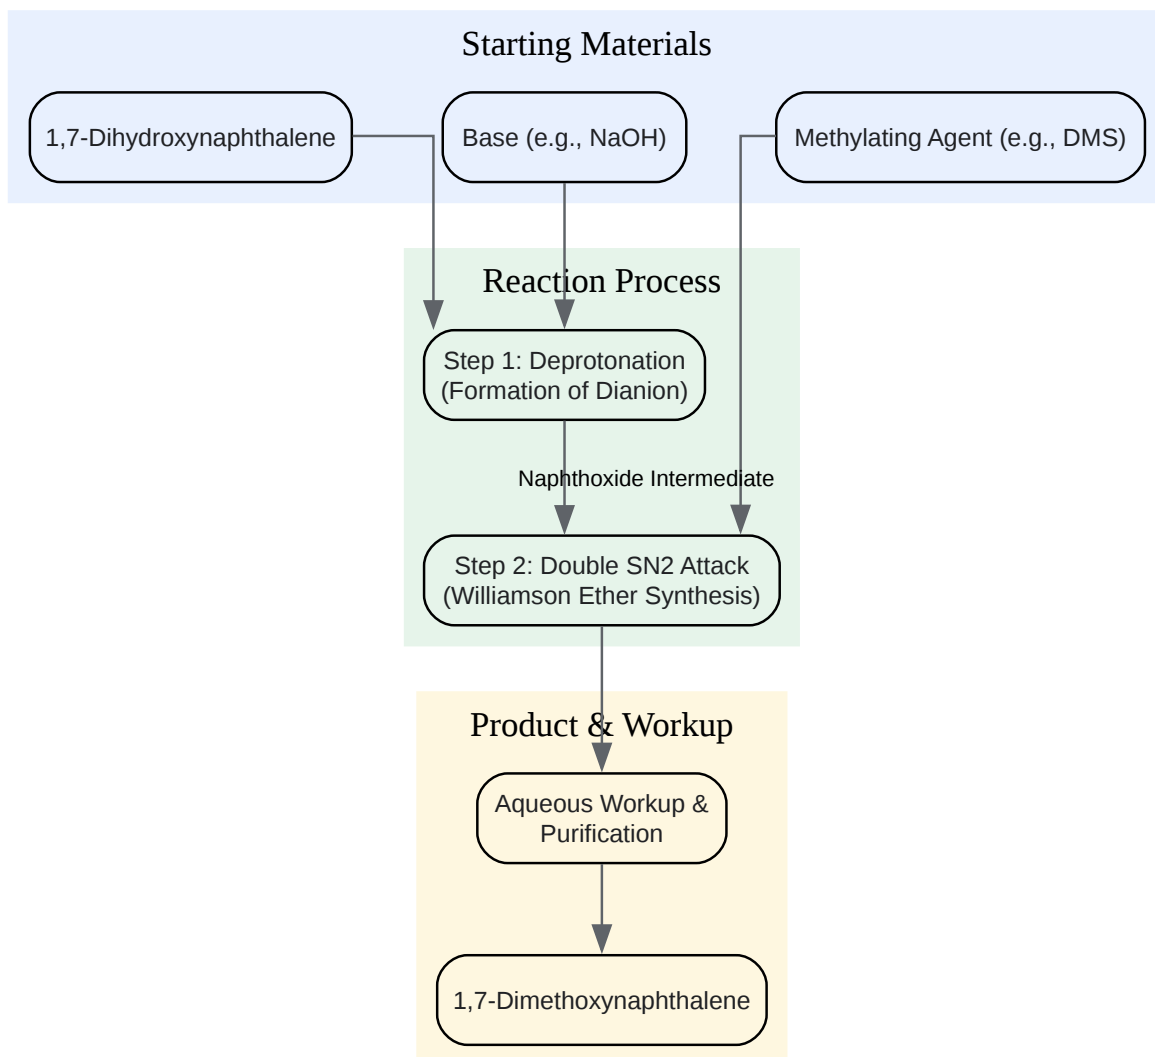 Starting Materials
1,7-Dihydroxynaphthalene
Base (e.g., NaOH)
Methylating Agent (e.g., DMS)
Reaction Process
Step 1: Deprotonation
(Formation of Dianion)
Naphthoxide Intermediate
Step 2: Double SN2 Attack
(Williamson Ether Synthesis)
Product & Workup
Aqueous Workup &
Purification
1,7-Dimethoxynaphthalene